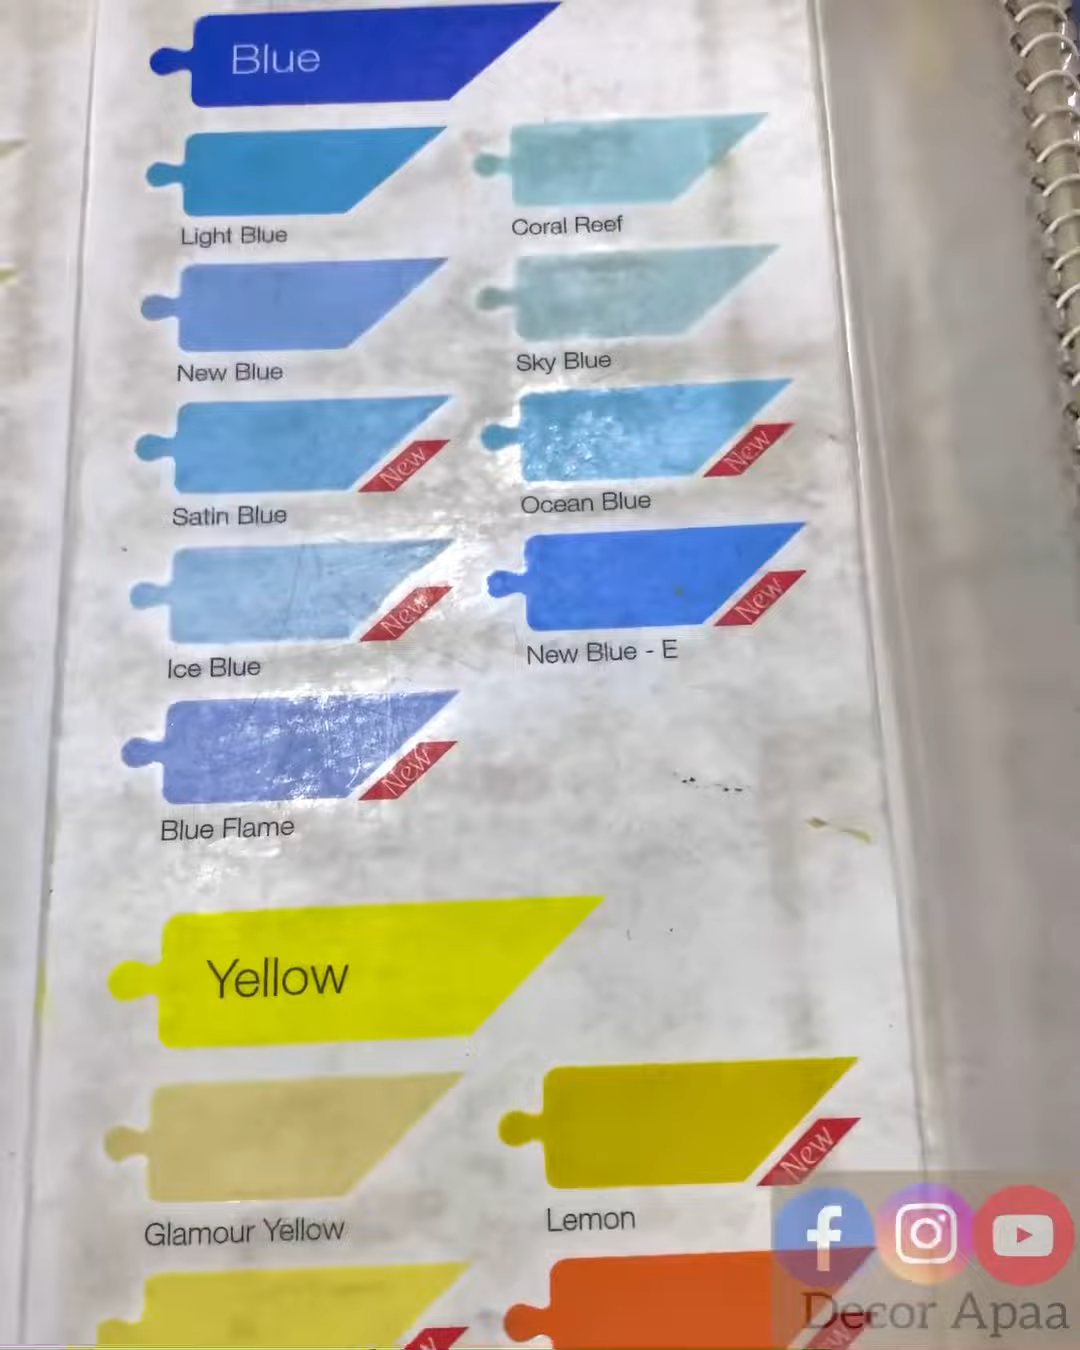 Blue
Light Blue
Coral Reef
New Blue
Sky Blue
New
New
Satin Blue
Ocean Blue
New
New
Ice Blue
New Blue - E
New
Blue Flame
Yellow
New
Glamour Yellow
Lemon
New
Decor Apaa